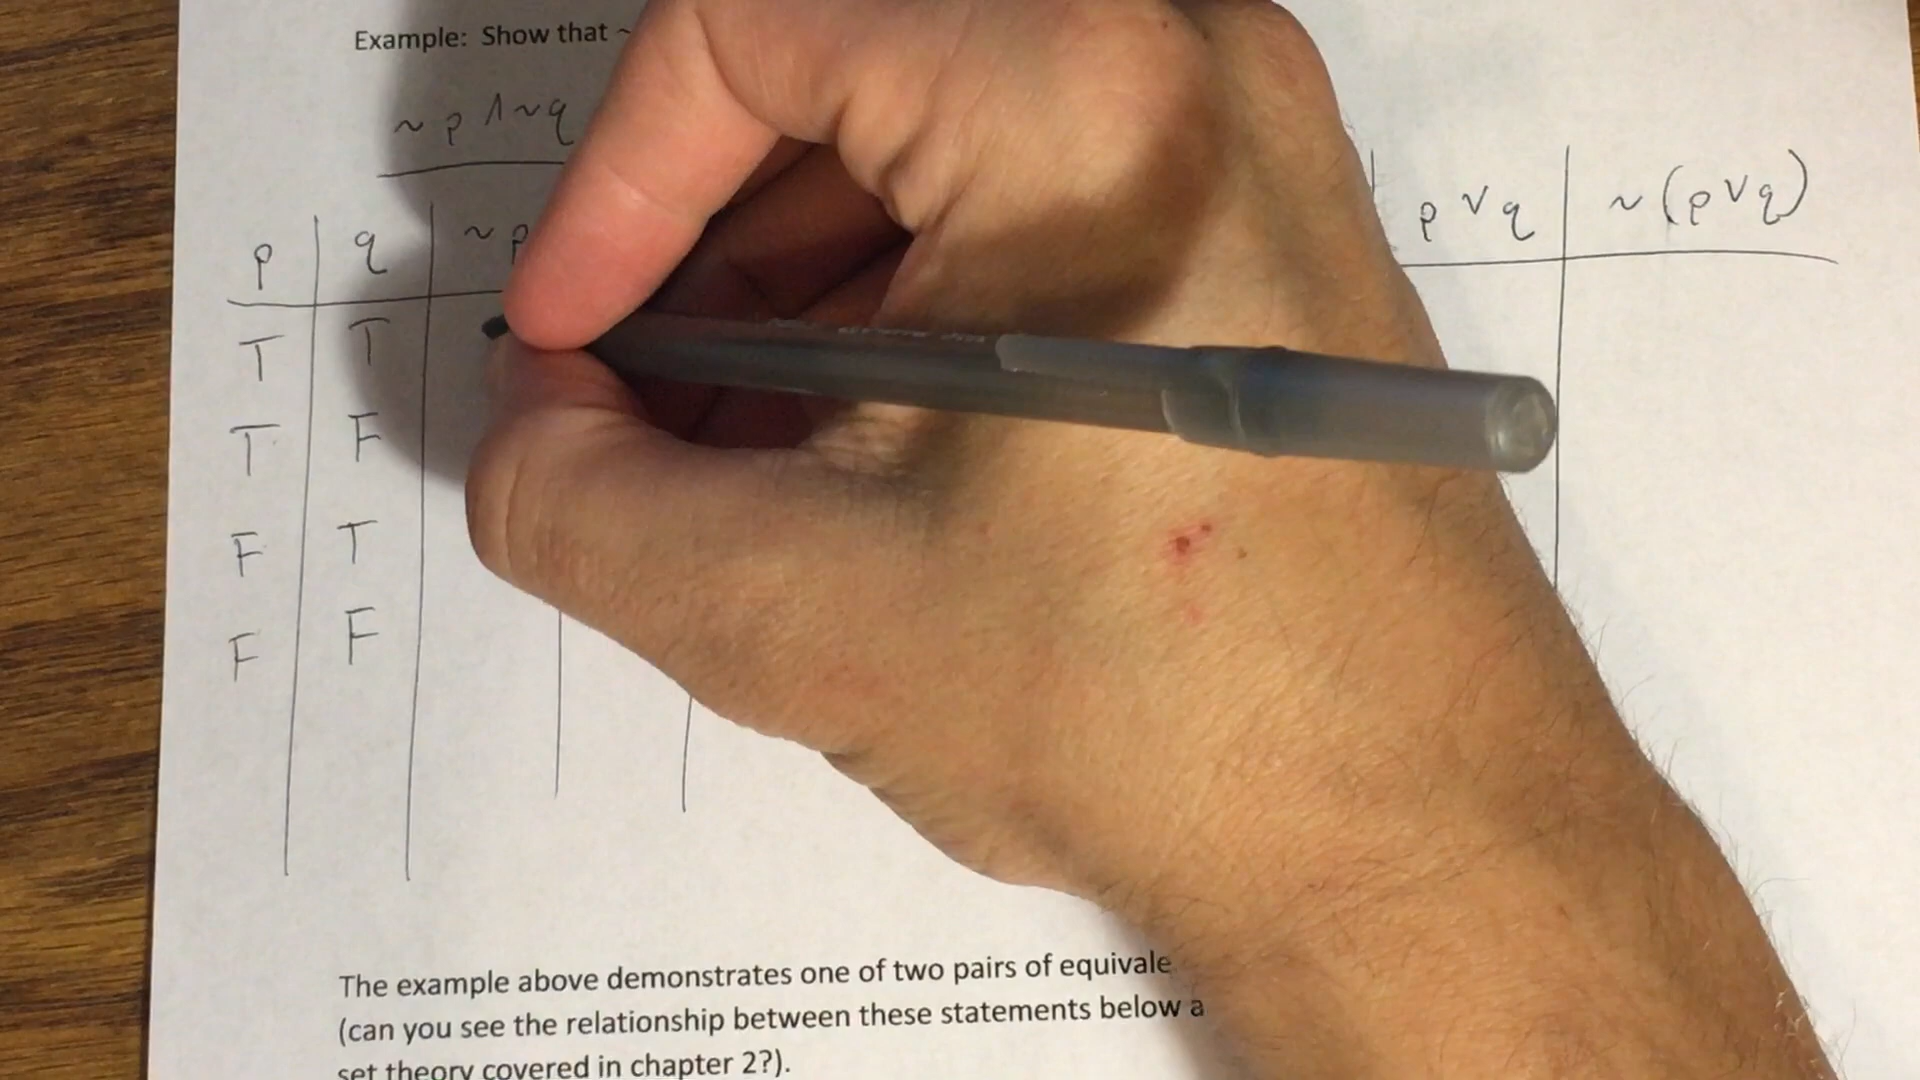 Example: Show that ~
~ p ∧ ~q
p q ~ p p ∨ q ~ (p ∨ q)
T T
T F
F T
F F
The example above demonstrates one of two pairs of equivale
(can you see the relationship between these statements below a
set theory covered in chapter 2?).